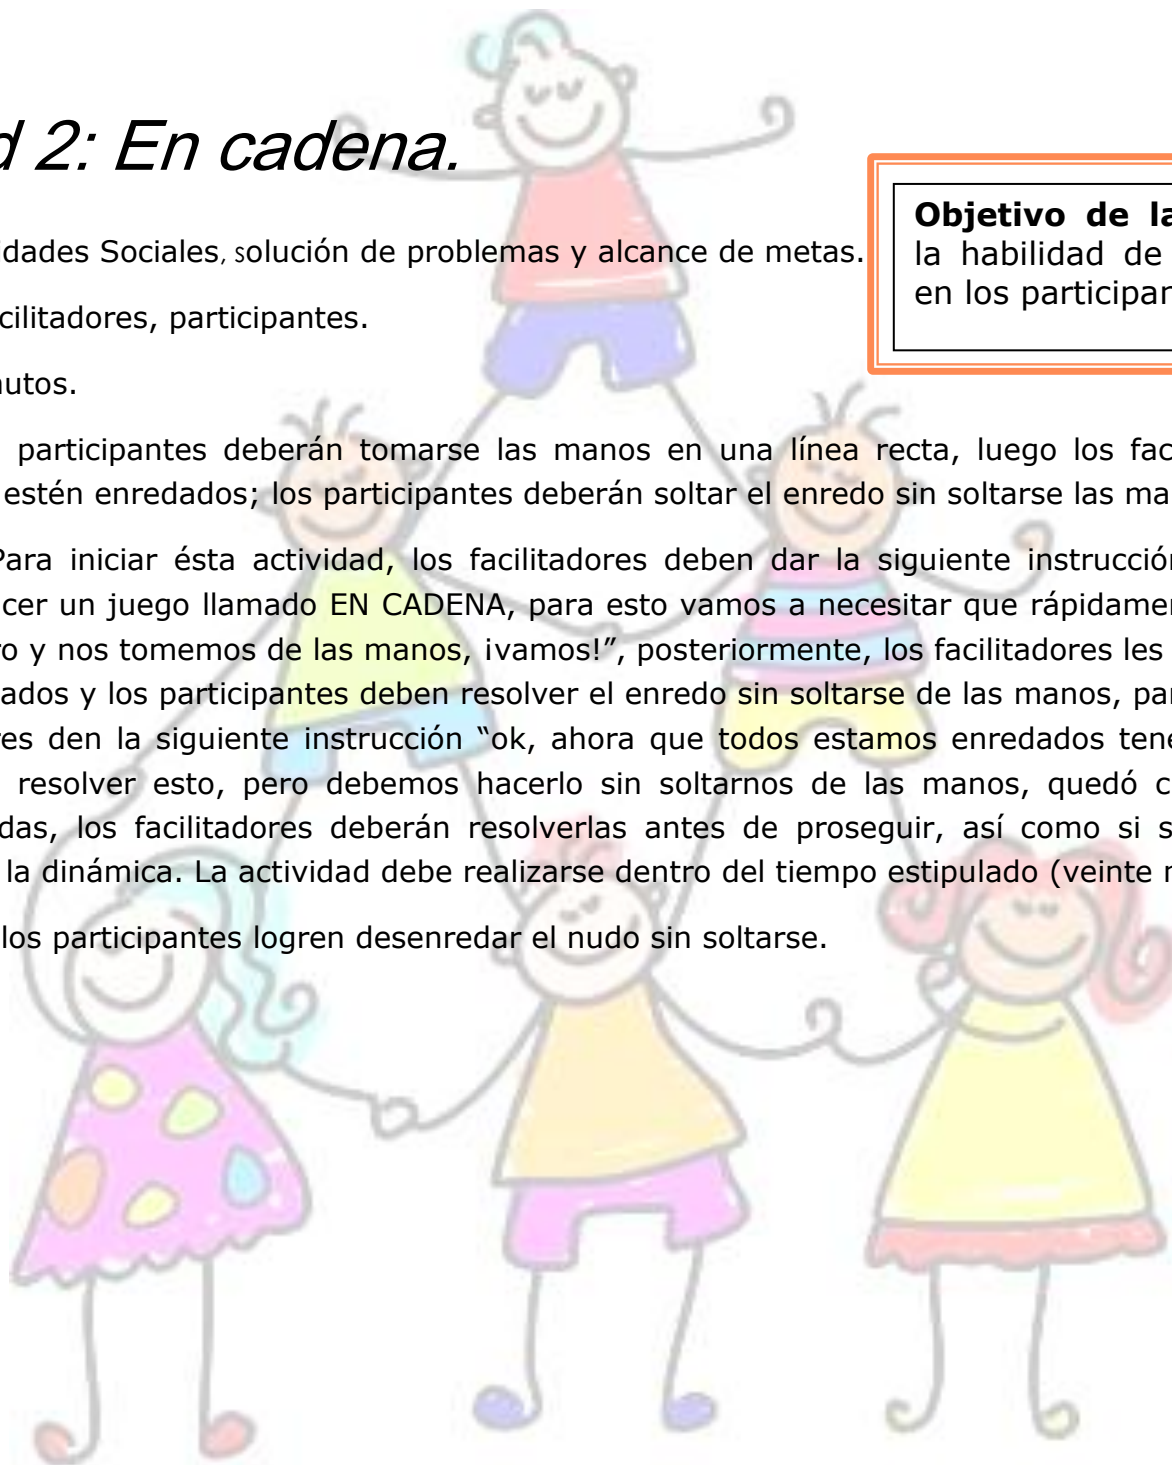 d 2: En cadena.
idades Sociales, solución de problemas y alcance de metas.
cilitadores, participantes.
nutos.
participantes deberán tomarse las manos en una línea recta, luego los fac
estén enredados; los participantes deberán soltar el enredo sin soltarse las ma
Para iniciar ésta actividad, los facilitadores deben dar la siguiente instrucción
cer un juego llamado EN CADENA, para esto vamos a necesitar que rápidamer
o y nos tomemos de las manos, ¡vamos!”, posteriormente, los facilitadores les
ados y los participantes deben resolver el enredo sin soltarse de las manos, par
res den la siguiente instrucción “ok, ahora que todos estamos enredados tene
resolver esto, pero debemos hacerlo sin soltarnos de las manos, quedó c
das, los facilitadores deberán resolverlas antes de proseguir, así como si s
la dinámica. La actividad debe realizarse dentro del tiempo estipulado (veinte r
los participantes logren desenredar el nudo sin soltarse.
Objetivo de la
la habilidad de
en los participar